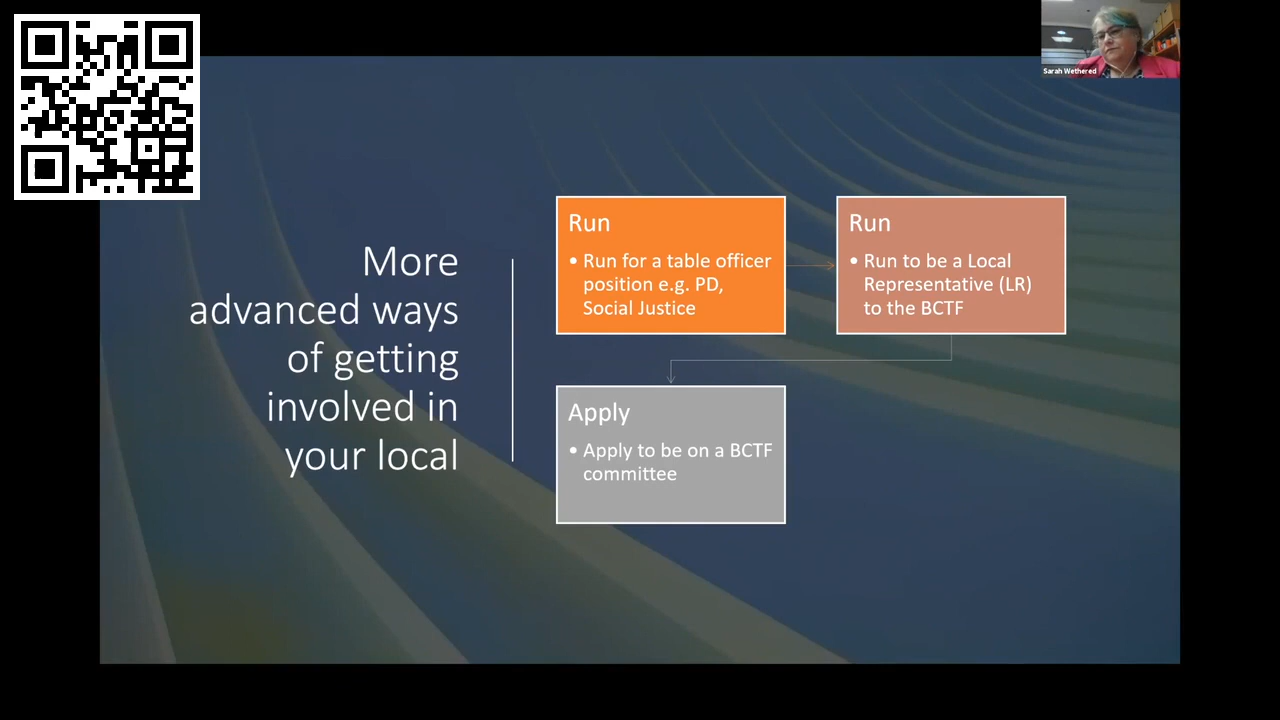 Sarah Wethered
More
advanced ways
of getting
involved in
your local
Run
• Run for a table officer
position e.g. PD,
Social Justice
Run
• Run to be a Local
Representative (LR)
to the BCTF
Apply
• Apply to be on a BCTF
committee